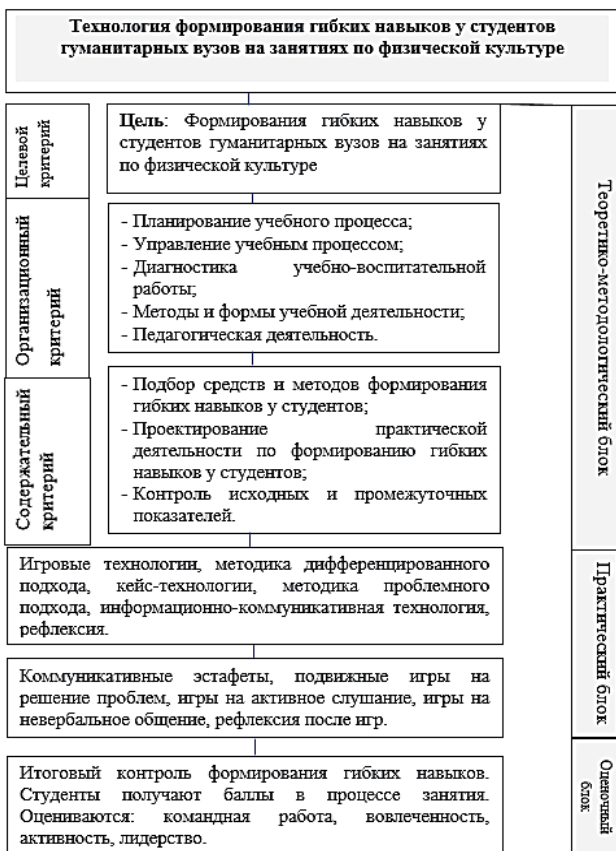 Технология формирования гибких навыков у студентов
гуманитарных вузов на занятиях по физической культуре
Целевой
критерий
Цель: Формирования гибких навыков у
студентов гуманитарных вузов на занятиях
по физической культуре
Организационный
критерий
- Планирование учебного процесса;
- Управление учебным процессом;
- Диагностика учебно-воспитательной
работы;
- Методы и формы учебной деятельности;
- Педагогическая деятельность.
Содержательный
критерий
- Подбор средств и методов формирования
гибких навыков у студентов;
- Проектирование практической
деятельности по формированию гибких
навыков у студентов;
- Контроль исходных и промежуточных
показателей.
Теоретико-методологический блок
Игровые технологии, методика дифференцированного
подхода, кейс-технологии, методика проблемного
подхода, информационно-коммуникативная технология,
рефлексия.
Коммуникативные эстафеты, подвижные игры на
решение проблем, игры на активное слушание, игры на
невербальное общение, рефлексия после игр.
Практический блок
Итоговый контроль формирования гибких навыков.
Студенты получают баллы в процессе занятия.
Оцениваются: командная работа, вовлеченность,
активность, лидерство.
Оценочный
блок